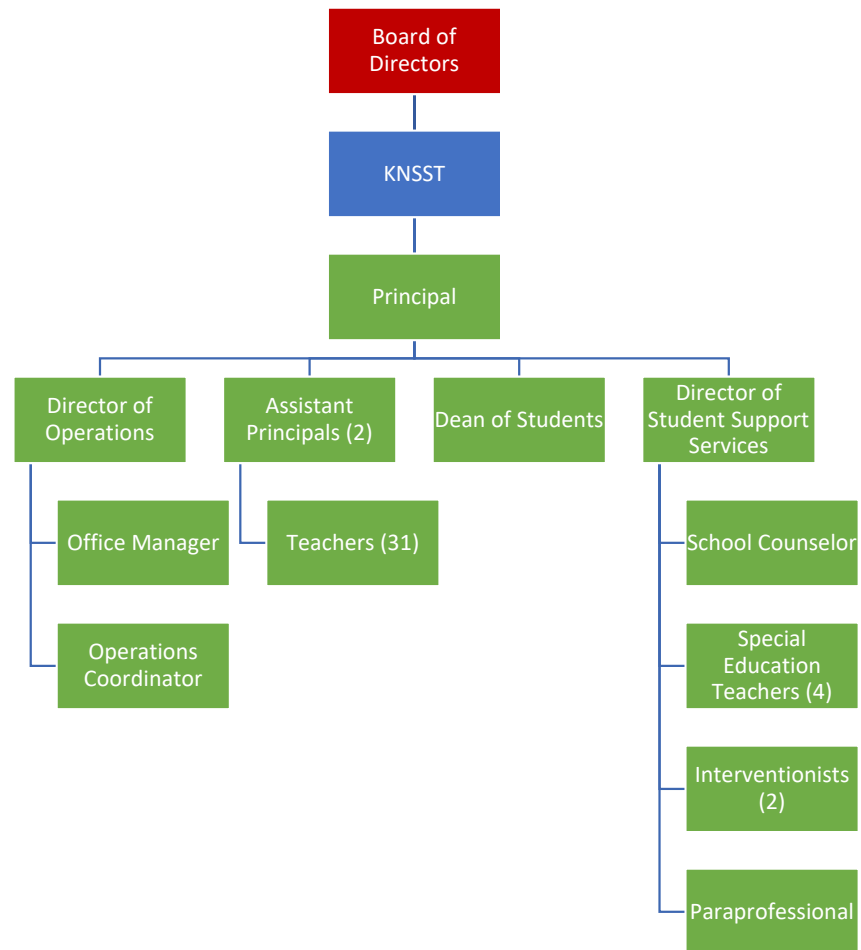 Board of
Directors
KNSST
Principal
Director of
Operations
Assistant
Principals (2)
Dean of Students
Director of
Student Support
Services
Office Manager
Teachers (31)
School Counselor
Operations
Coordinator
Special
Education
Teachers (4)
Interventionists
(2)
Paraprofessional